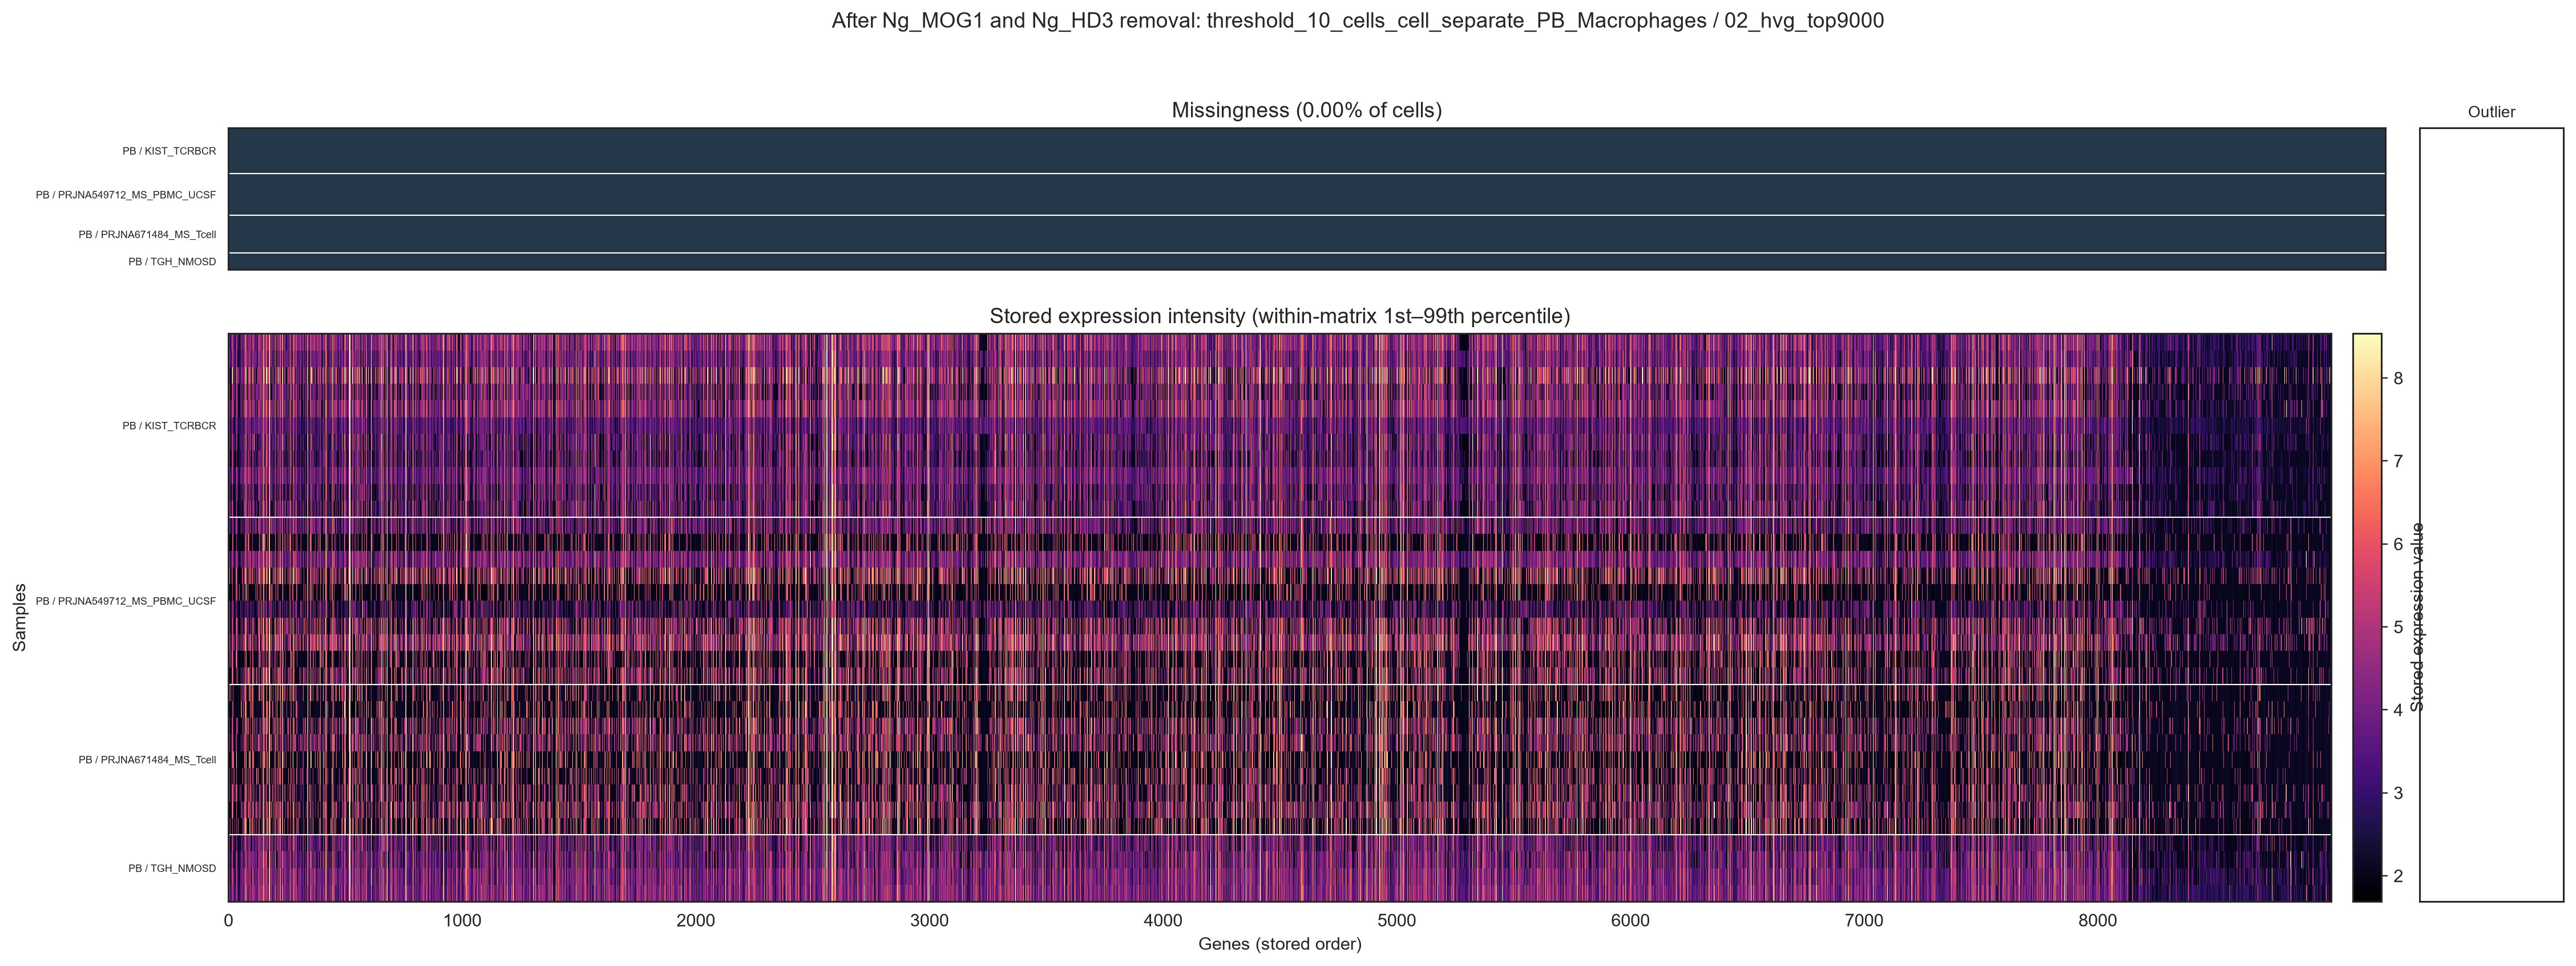 After Ng_MOG1 and Ng_HD3 removal: threshold_10_cells_cell_separate_PB_Macrophages / 02_hvg_top9000
Missingness (0.00% of cells)
Outlier
PB / KIST_TCRBCR
PB / PRJNA549712_MS_PBMC_UCSF
PB / PRJNA671484_MS_Tcell
PB / TGH_NMOSD
Stored expression intensity (within-matrix 1st–99th percentile)
Samples
PB / KIST_TCRBCR
PB / PRJNA549712_MS_PBMC_UCSF
PB / PRJNA671484_MS_Tcell
PB / TGH_NMOSD
8
7
6
5
4
3
2
Stored expression value
0 1000 2000 3000 4000 5000 6000 7000 8000
Genes (stored order)